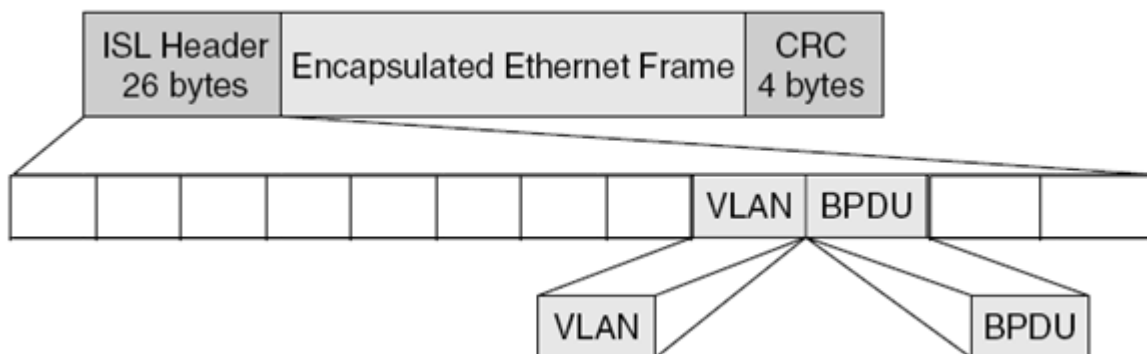 ISL Header
26 bytes
Encapsulated Ethernet Frame
CRC
4 bytes
VLAN
BPDU
VLAN
BPDU